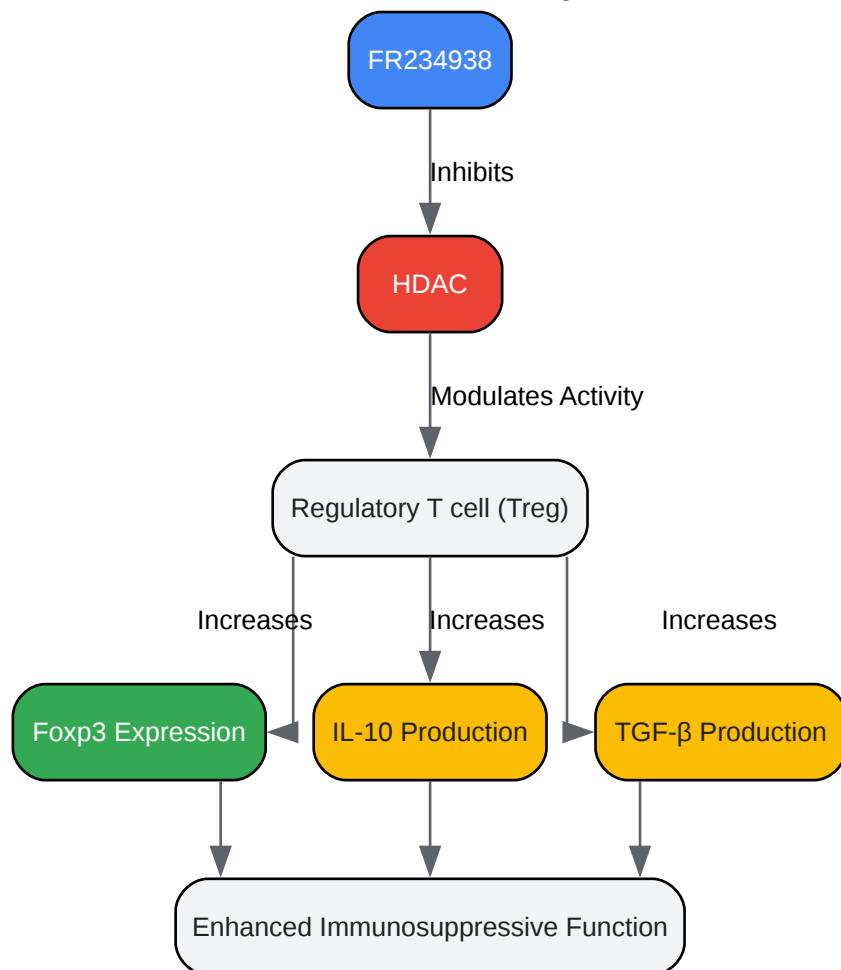 FR234938
Inhibits
HDAC
Modulates Activity
Regulatory T cell (Treg)
Increases
Increases
Increases
Foxp3 Expression
IL-10 Production
TGF-β Production
Enhanced Immunosuppressive Function